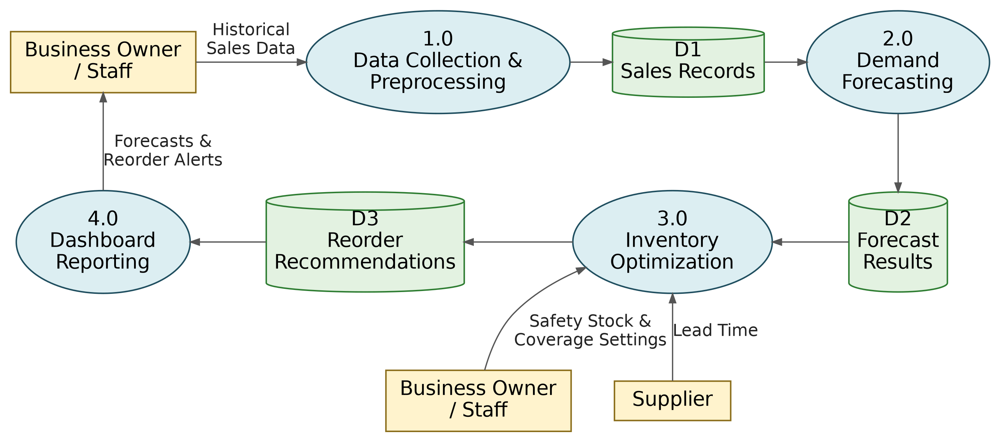 Business Owner
/ Staff
Historical
Sales Data
1.0
Data Collection &
Preprocessing
D1
Sales Records
2.0
Demand
Forecasting
Forecasts &
Reorder Alerts
4.0
Dashboard
Reporting
D3
Reorder
Recommendations
3.0
Inventory
Optimization
D2
Forecast
Results
Safety Stock &
Coverage Settings
Lead Time
Business Owner
/ Staff
Supplier